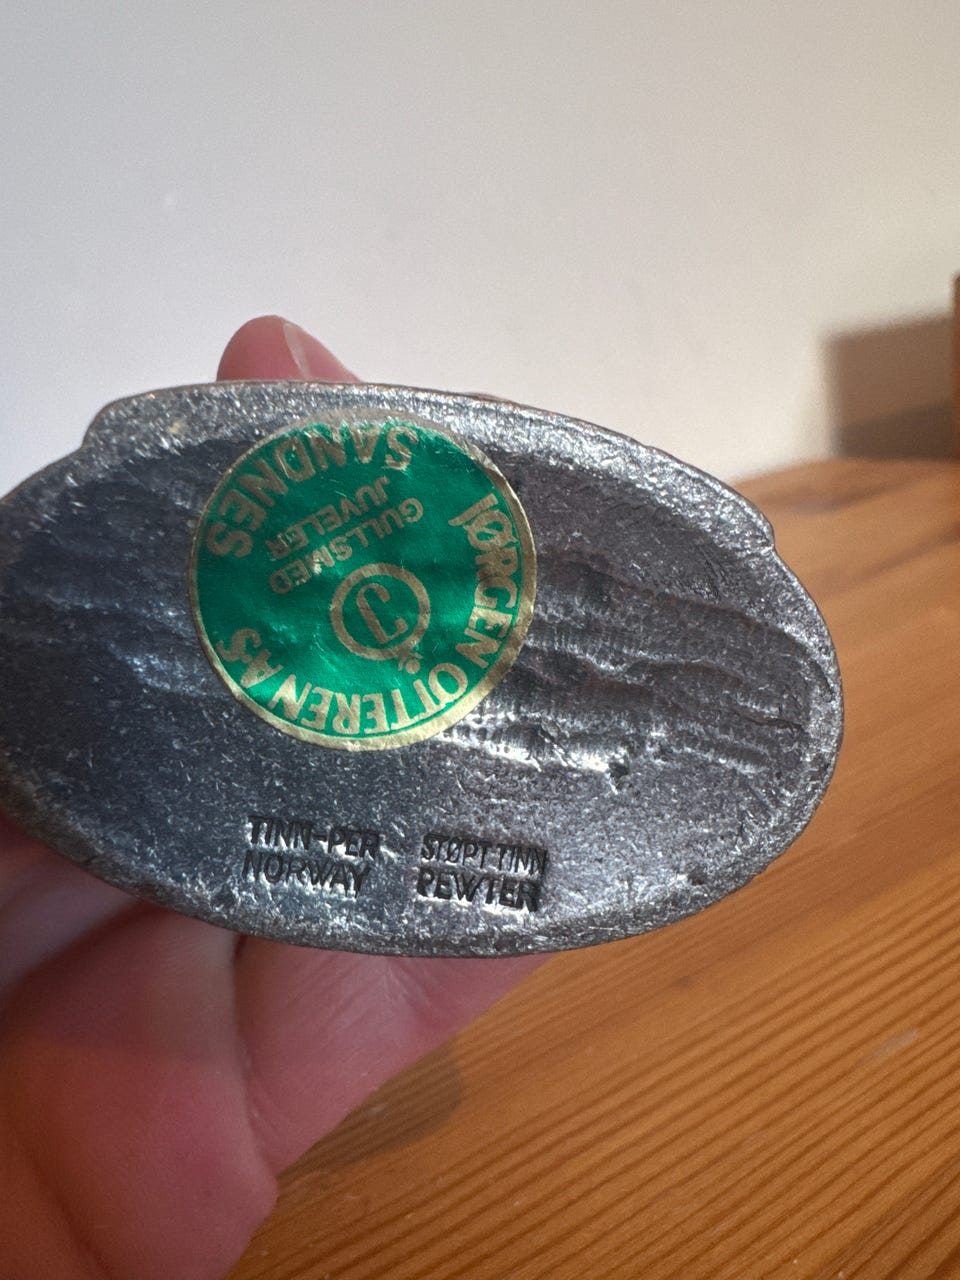 JØRGEN OTTEREN A/S
GULLSMED
JUVELER
SANDNES
TINN-PER
NORWAY
STØPT TINN
PEWTER